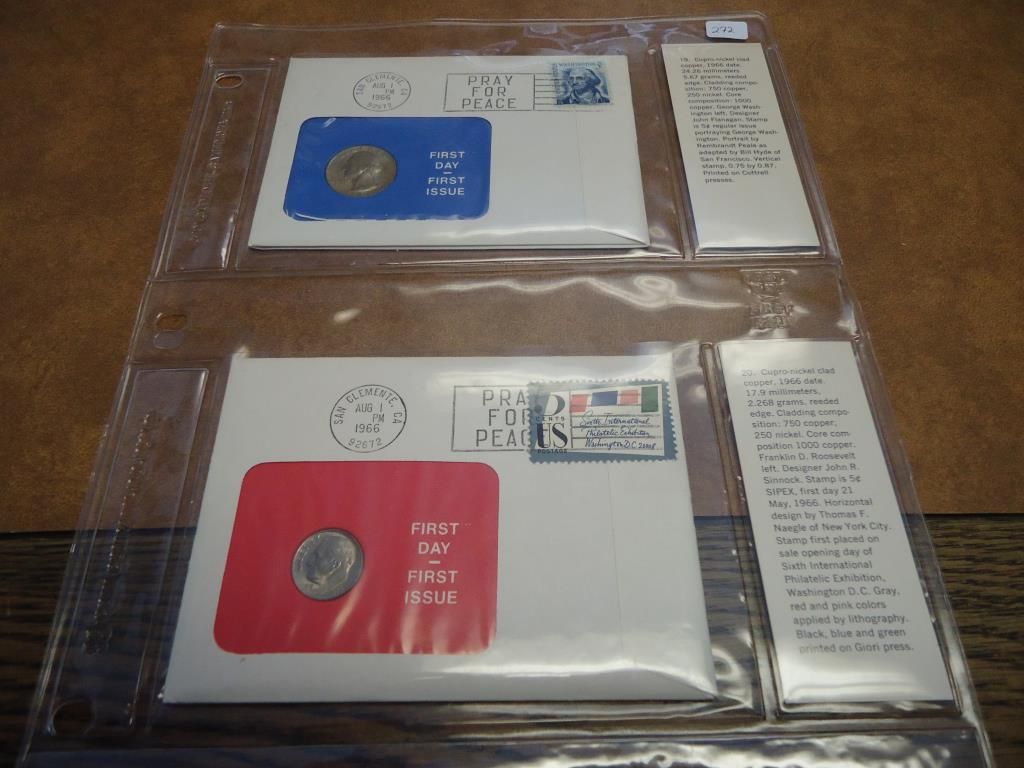 272
SAN CLEMENTE, CA
AUG 1
PM
1966
92672
PRAY
FOR
PEACE
WASHINGTON
FIRST
DAY
–
FIRST
ISSUE
19. Cupro-nickel clad
copper, 1966 date.
24.26 millimeters
5.67 grams, reeded
edge. Cladding compo-
sition: 750 copper,
250 nickel. Core
composition: 1000
copper. George Wash-
ington left. Designer
John Flanagan. Stamp
is 5¢ regular issue
portraying George Wash-
ington. Portrait by
Rembrandt Peale as
adapted by Bill Hyde of
San Francisco. Vertical
stamp, 0.75 by 0.87.
Printed on Cottrell
presses.
SAN CLEMENTE, CA
AUG 1
PM
1966
92672
PRA
FOR
PEAC
5
CENTS
US
POSTAGE
Sixth International
Philatelic Exhibition
Washington D.C. 20008
FIRST
DAY
–
FIRST
ISSUE
20. Cupro-nickel clad
copper, 1966 date.
17.9 millimeters,
2.268 grams, reeded
edge. Cladding compo-
sition: 750 copper,
250 nickel. Core com-
position 1000 copper.
Franklin D. Roosevelt
left. Designer John R.
Sinnock. Stamp is 5¢
SIPEX, first day 21
May, 1966. Horizontal
design by Thomas F.
Naegle of New York City.
Stamp first placed on
sale opening day of
Sixth International
Philatelic Exhibition,
Washington D.C. Gray,
red and pink colors
applied by lithography.
Black, blue and green
printed on Giori press.